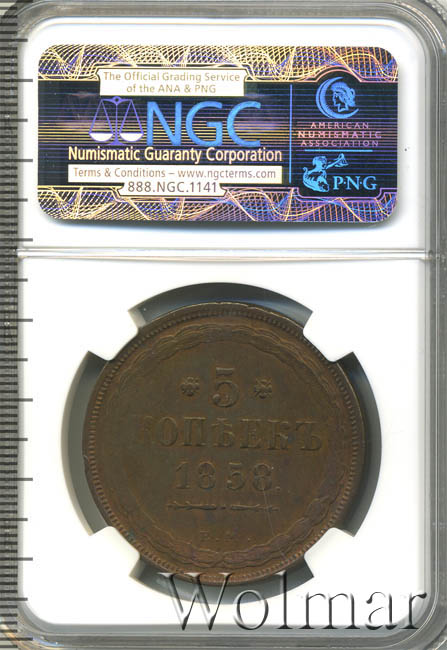 The Official Grading Service
of the ANA & PNG
NGC
Numismatic Guaranty Corporation
Terms & Conditions – www.ngcterms.com
888.NGC.1141
AMERICAN
NUMISMATIC
ASSOCIATION
P·N·G
5
КОПѢЕКЪ
1858.
Wolmar